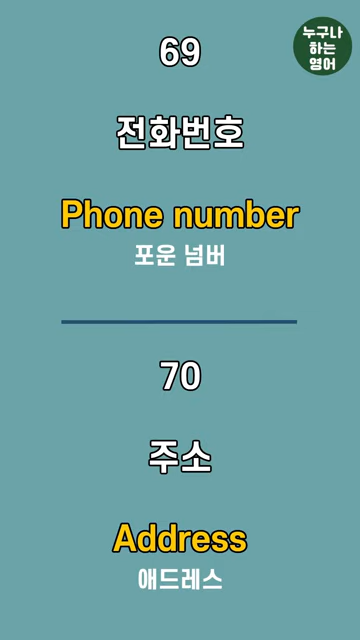 69
누구나
하는
영어
전화번호
Phone number
포운 넘버
70
주소
Address
애드레스